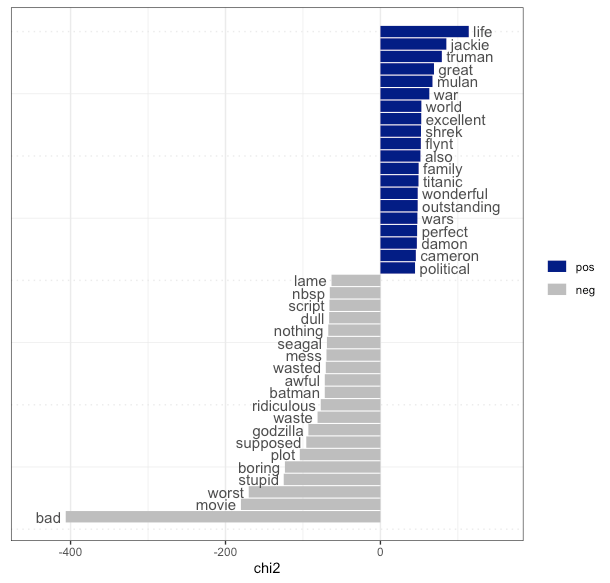 life
jackie
truman
great
mulan
war
world
excellent
shrek
flynt
also
family
titanic
wonderful
outstanding
wars
perfect
damon
cameron
political
lame
nbsp
script
dull
nothing
seagal
mess
wasted
awful
batman
ridiculous
waste
godzilla
supposed
plot
boring
stupid
worst
movie
bad
-400 -200 0
chi2
pos
neg